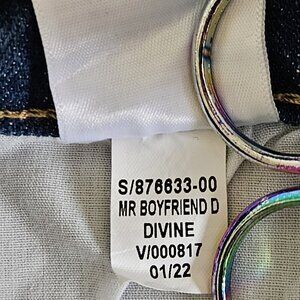 S/876633-00
MR BOYFRIEND D
DIVINE
V/000817
01/22